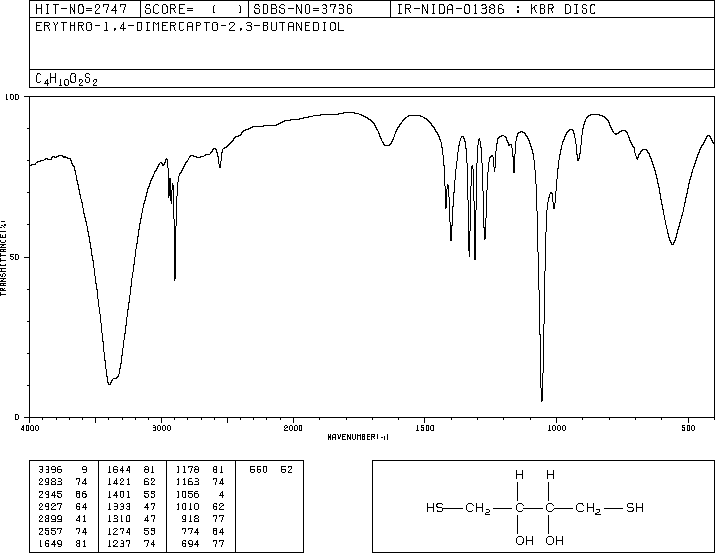 HIT-NO=2747 SCORE= ( ) SDBS-NO=3736 IR-NIDA-01386 : KBR DISC
ERYTHRO-1,4-DIMERCAPTO-2,3-BUTANEDIOL
C4H10O2S2
100
50
0
TRANSMITTANCE(%)
4000 3000 2000 1500 1000 500
WAVENUMBER(-1)
3396 9 1644 81 1178 81 560 52
2983 74 1421 62 1163 74
2945 66 1401 53 1056 4
2927 64 1333 47 1010 62
2899 41 1310 47 918 77
2557 74 1274 53 774 84
1649 81 1237 74 694 77
H H
HS CH2 C C CH2 SH
OH OH